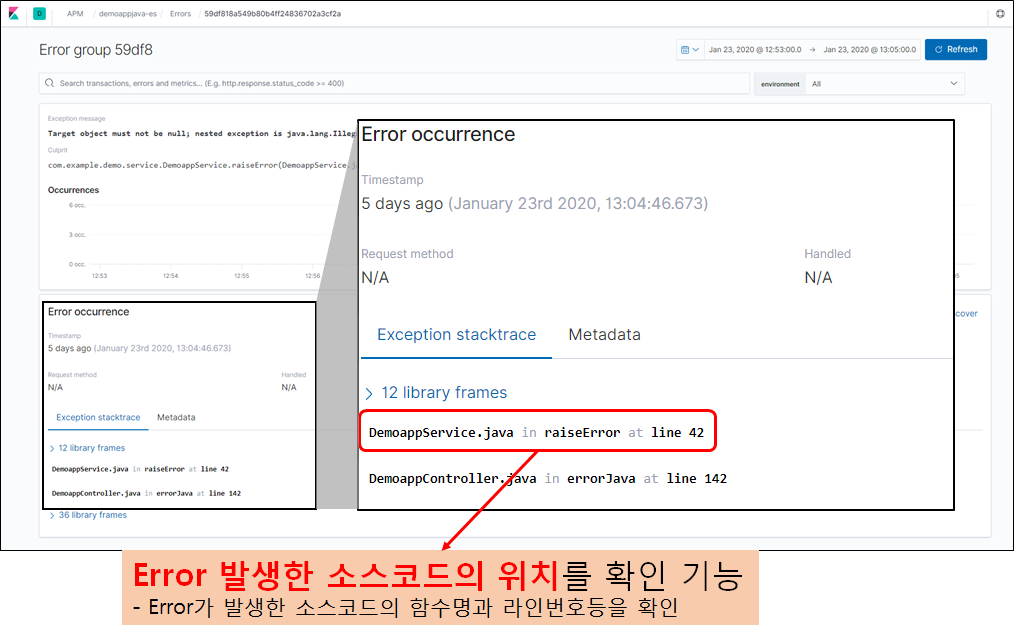 D APM / demoappjava-es / Errors / 59df818a549b80b4ff24836702a3cf2a
Error group 59df8
Jan 23, 2020 @ 12:53:00.0 → Jan 23, 2020 @ 13:05:00.0 Refresh
Search transactions, errors and metrics... (E.g. http.response.status_code >= 400)
environment All
Exception message
Target object must not be null; nested exception is java.lang.Illeg
Culprit
com.example.demo.service.DemoappService.raiseError(DemoappService.j
Occurrences
6 occ.
3 occ.
0 occ.
12:53 12:54 12:55 12:56
cover
Error occurrence
Timestamp
5 days ago (January 23rd 2020, 13:04:46.673)
Request method Handled
N/A N/A
Exception stacktrace Metadata
12 library frames
DemoappService.java in raiseError at line 42
DemoappController.java in errorJava at line 142
36 library frames
Error occurrence
Timestamp
5 days ago (January 23rd 2020, 13:04:46.673)
Request method Handled
N/A N/A
Exception stacktrace Metadata
12 library frames
DemoappService.java in raiseError at line 42
DemoappController.java in errorJava at line 142
Error 발생한 소스코드의 위치를 확인 기능
- Error가 발생한 소스코드의 함수명과 라인번호등을 확인